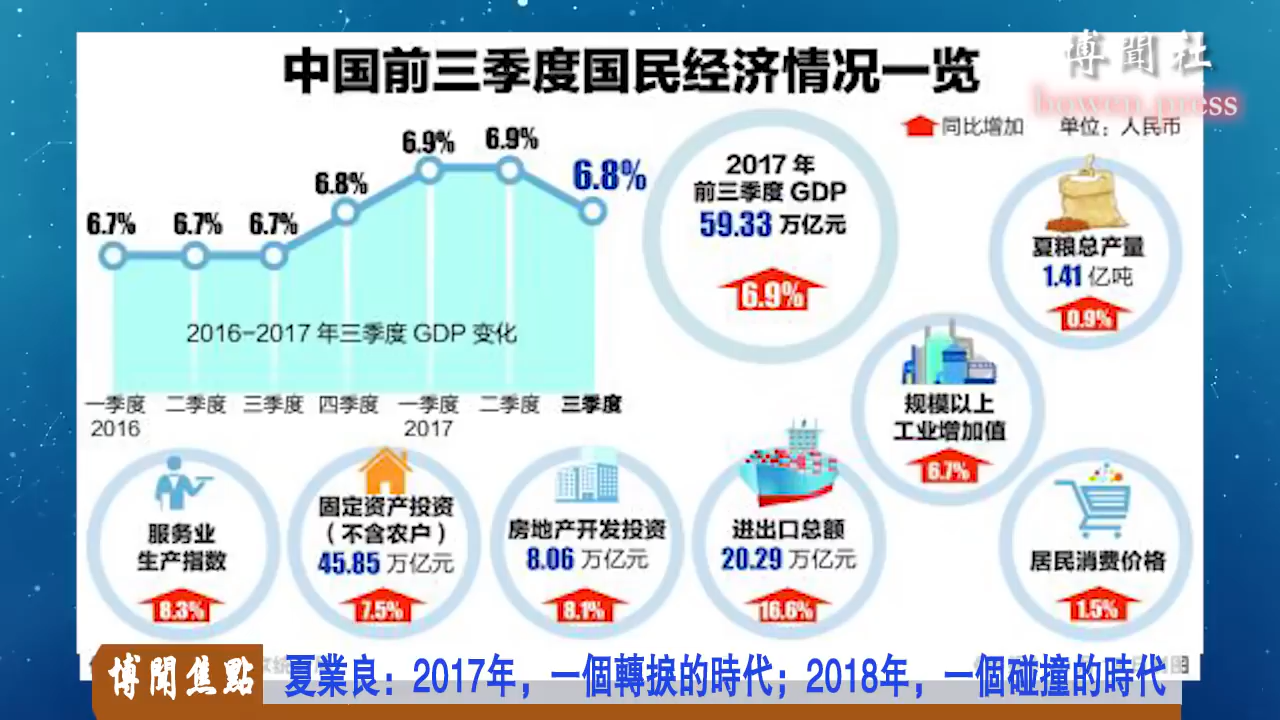 中国前三季度国民经济情况一览
博聞社
bowen.press
同比增加 单位：人民币
6.7%
6.7%
6.7%
6.8%
6.9%
6.9%
6.8%
2016-2017 年三季度 GDP 变化
一季度
2016
二季度
三季度
四季度
一季度
2017
二季度
三季度
2017 年
前三季度 GDP
59.33 万亿元
6.9%
夏粮总产量
1.41 亿吨
0.9%
规模以上
工业增加值
6.7%
服务业
生产指数
8.3%
固定资产投资
（不含农户）
45.85 万亿元
7.5%
房地产开发投资
8.06 万亿元
8.1%
进出口总额
20.29 万亿元
16.6%
居民消费价格
1.5%
博聞焦點
夏業良：2017年，一個轉捩的時代；2018年，一個碰撞的時代